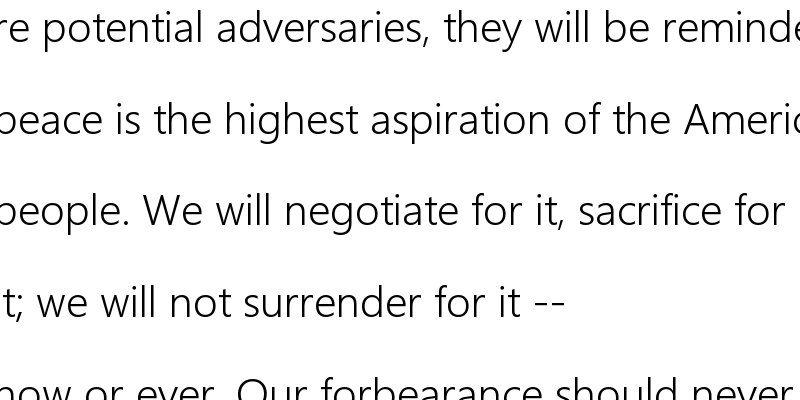 re potential adversaries, they will be reminde
peace is the highest aspiration of the Americ
people. We will negotiate for it, sacrifice for
it; we will not surrender for it --
now or ever. Our forbearance should never